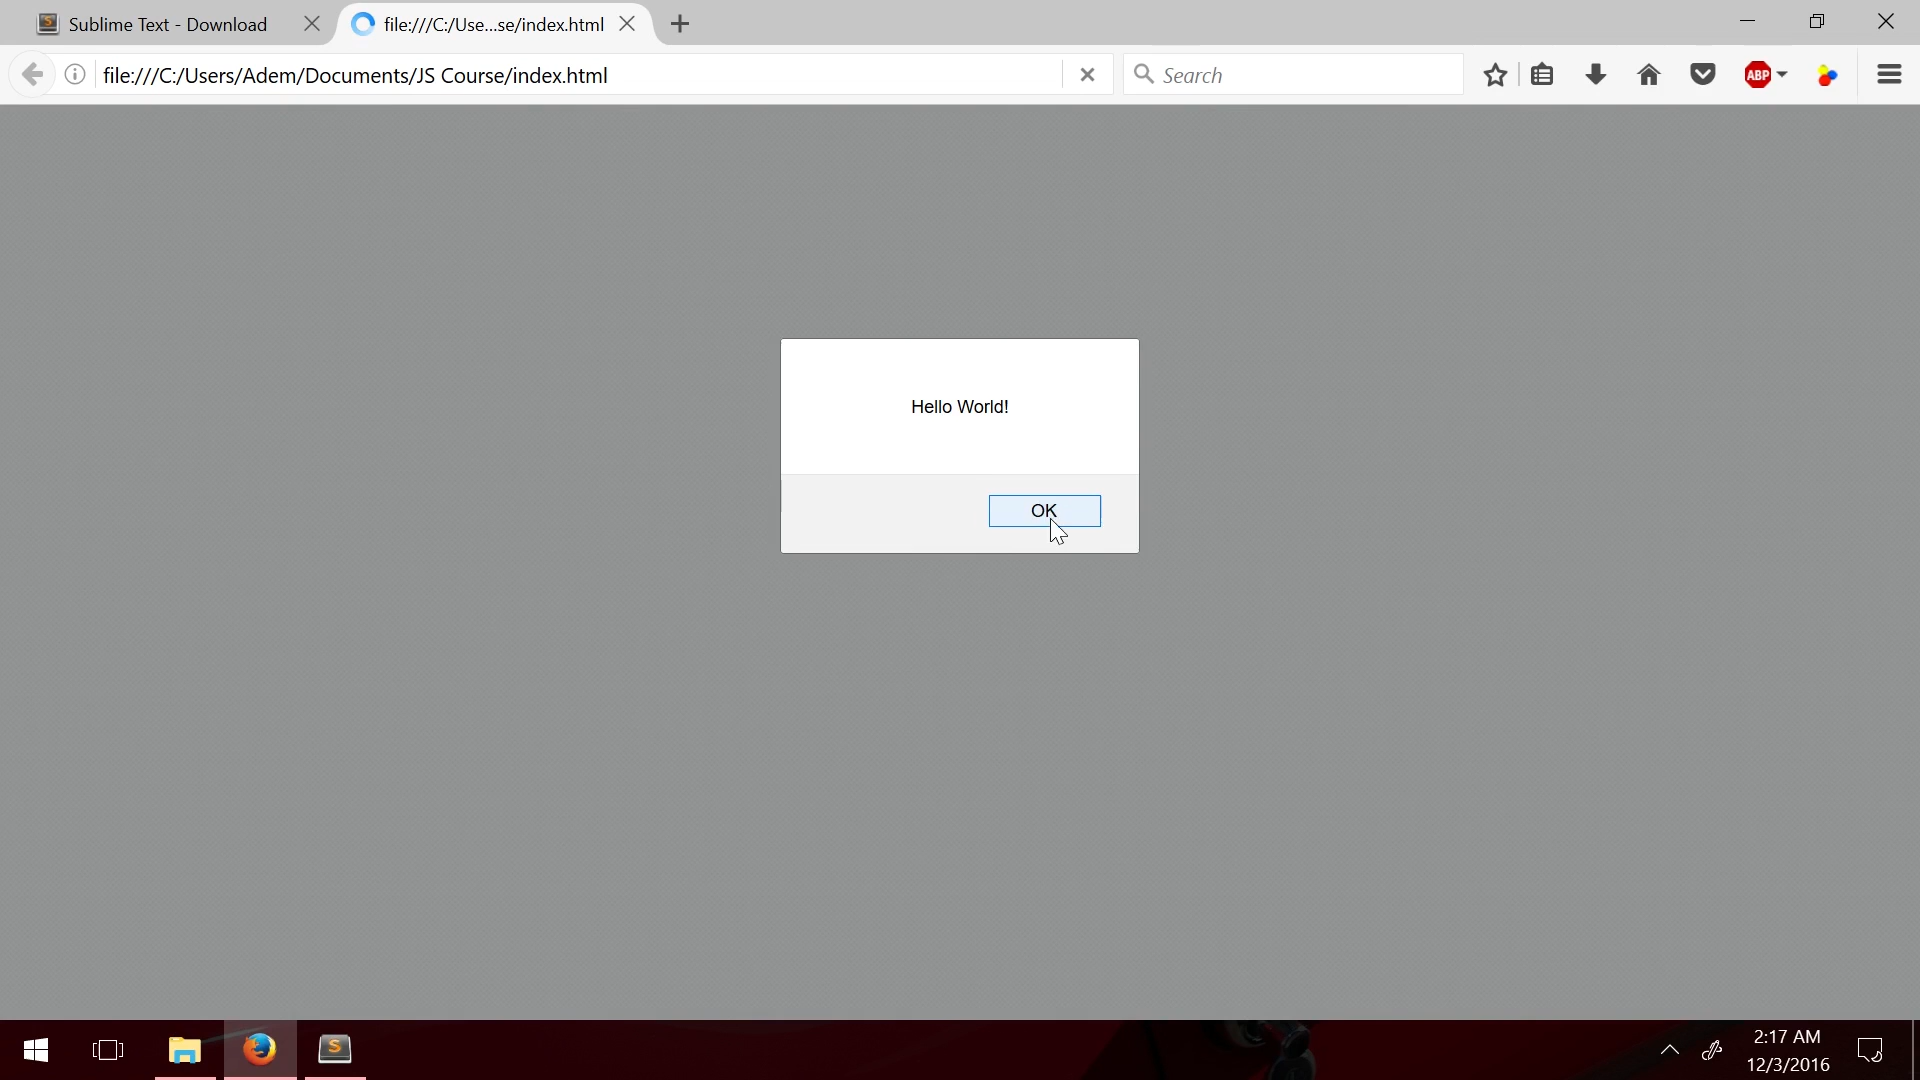 Sublime Text - Download
file:///C:/Use...se/index.html
file:///C:/Users/Adem/Documents/JS Course/index.html
Search
ABP
Hello World!
OK
S
2:17 AM
12/3/2016